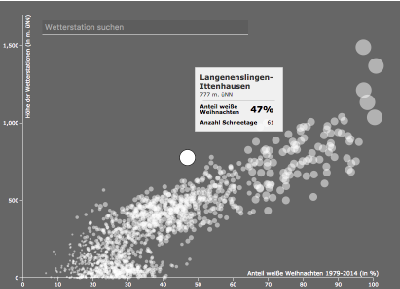 Wetterstation suchen
Höhe der Wetterstationen (in m. ÜNN)
1,500
1,000
500
0
Langenenslingen-
Ittenhausen
777 m. üNN
Anteil weiße
Weihnachten 47%
Anzahl Schneetage 61
Anteil weiße Weihnachten 1979-2014 (in %)
0 10 20 30 40 50 60 70 80 90 100